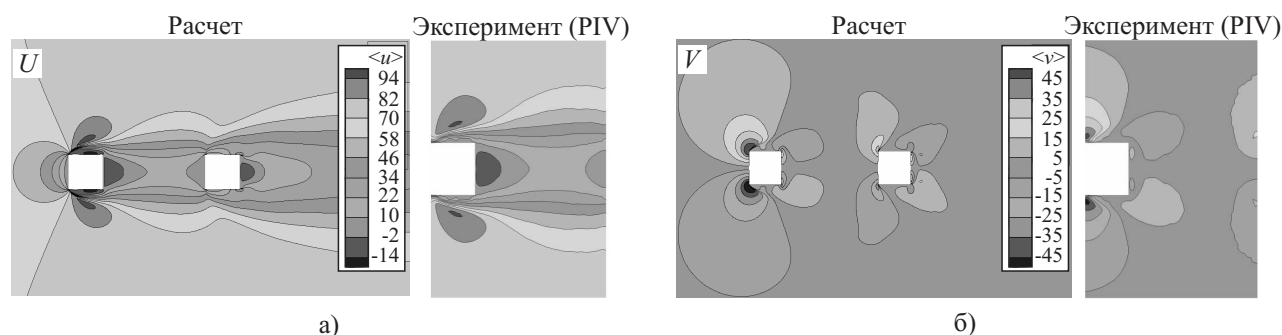 Расчет
Эксперимент (PIV)
U
<u>
94
82
70
58
46
34
22
10
-2
-14
а)
Расчет
Эксперимент (PIV)
V
<v>
45
35
25
15
5
-5
-15
-25
-35
-45
б)